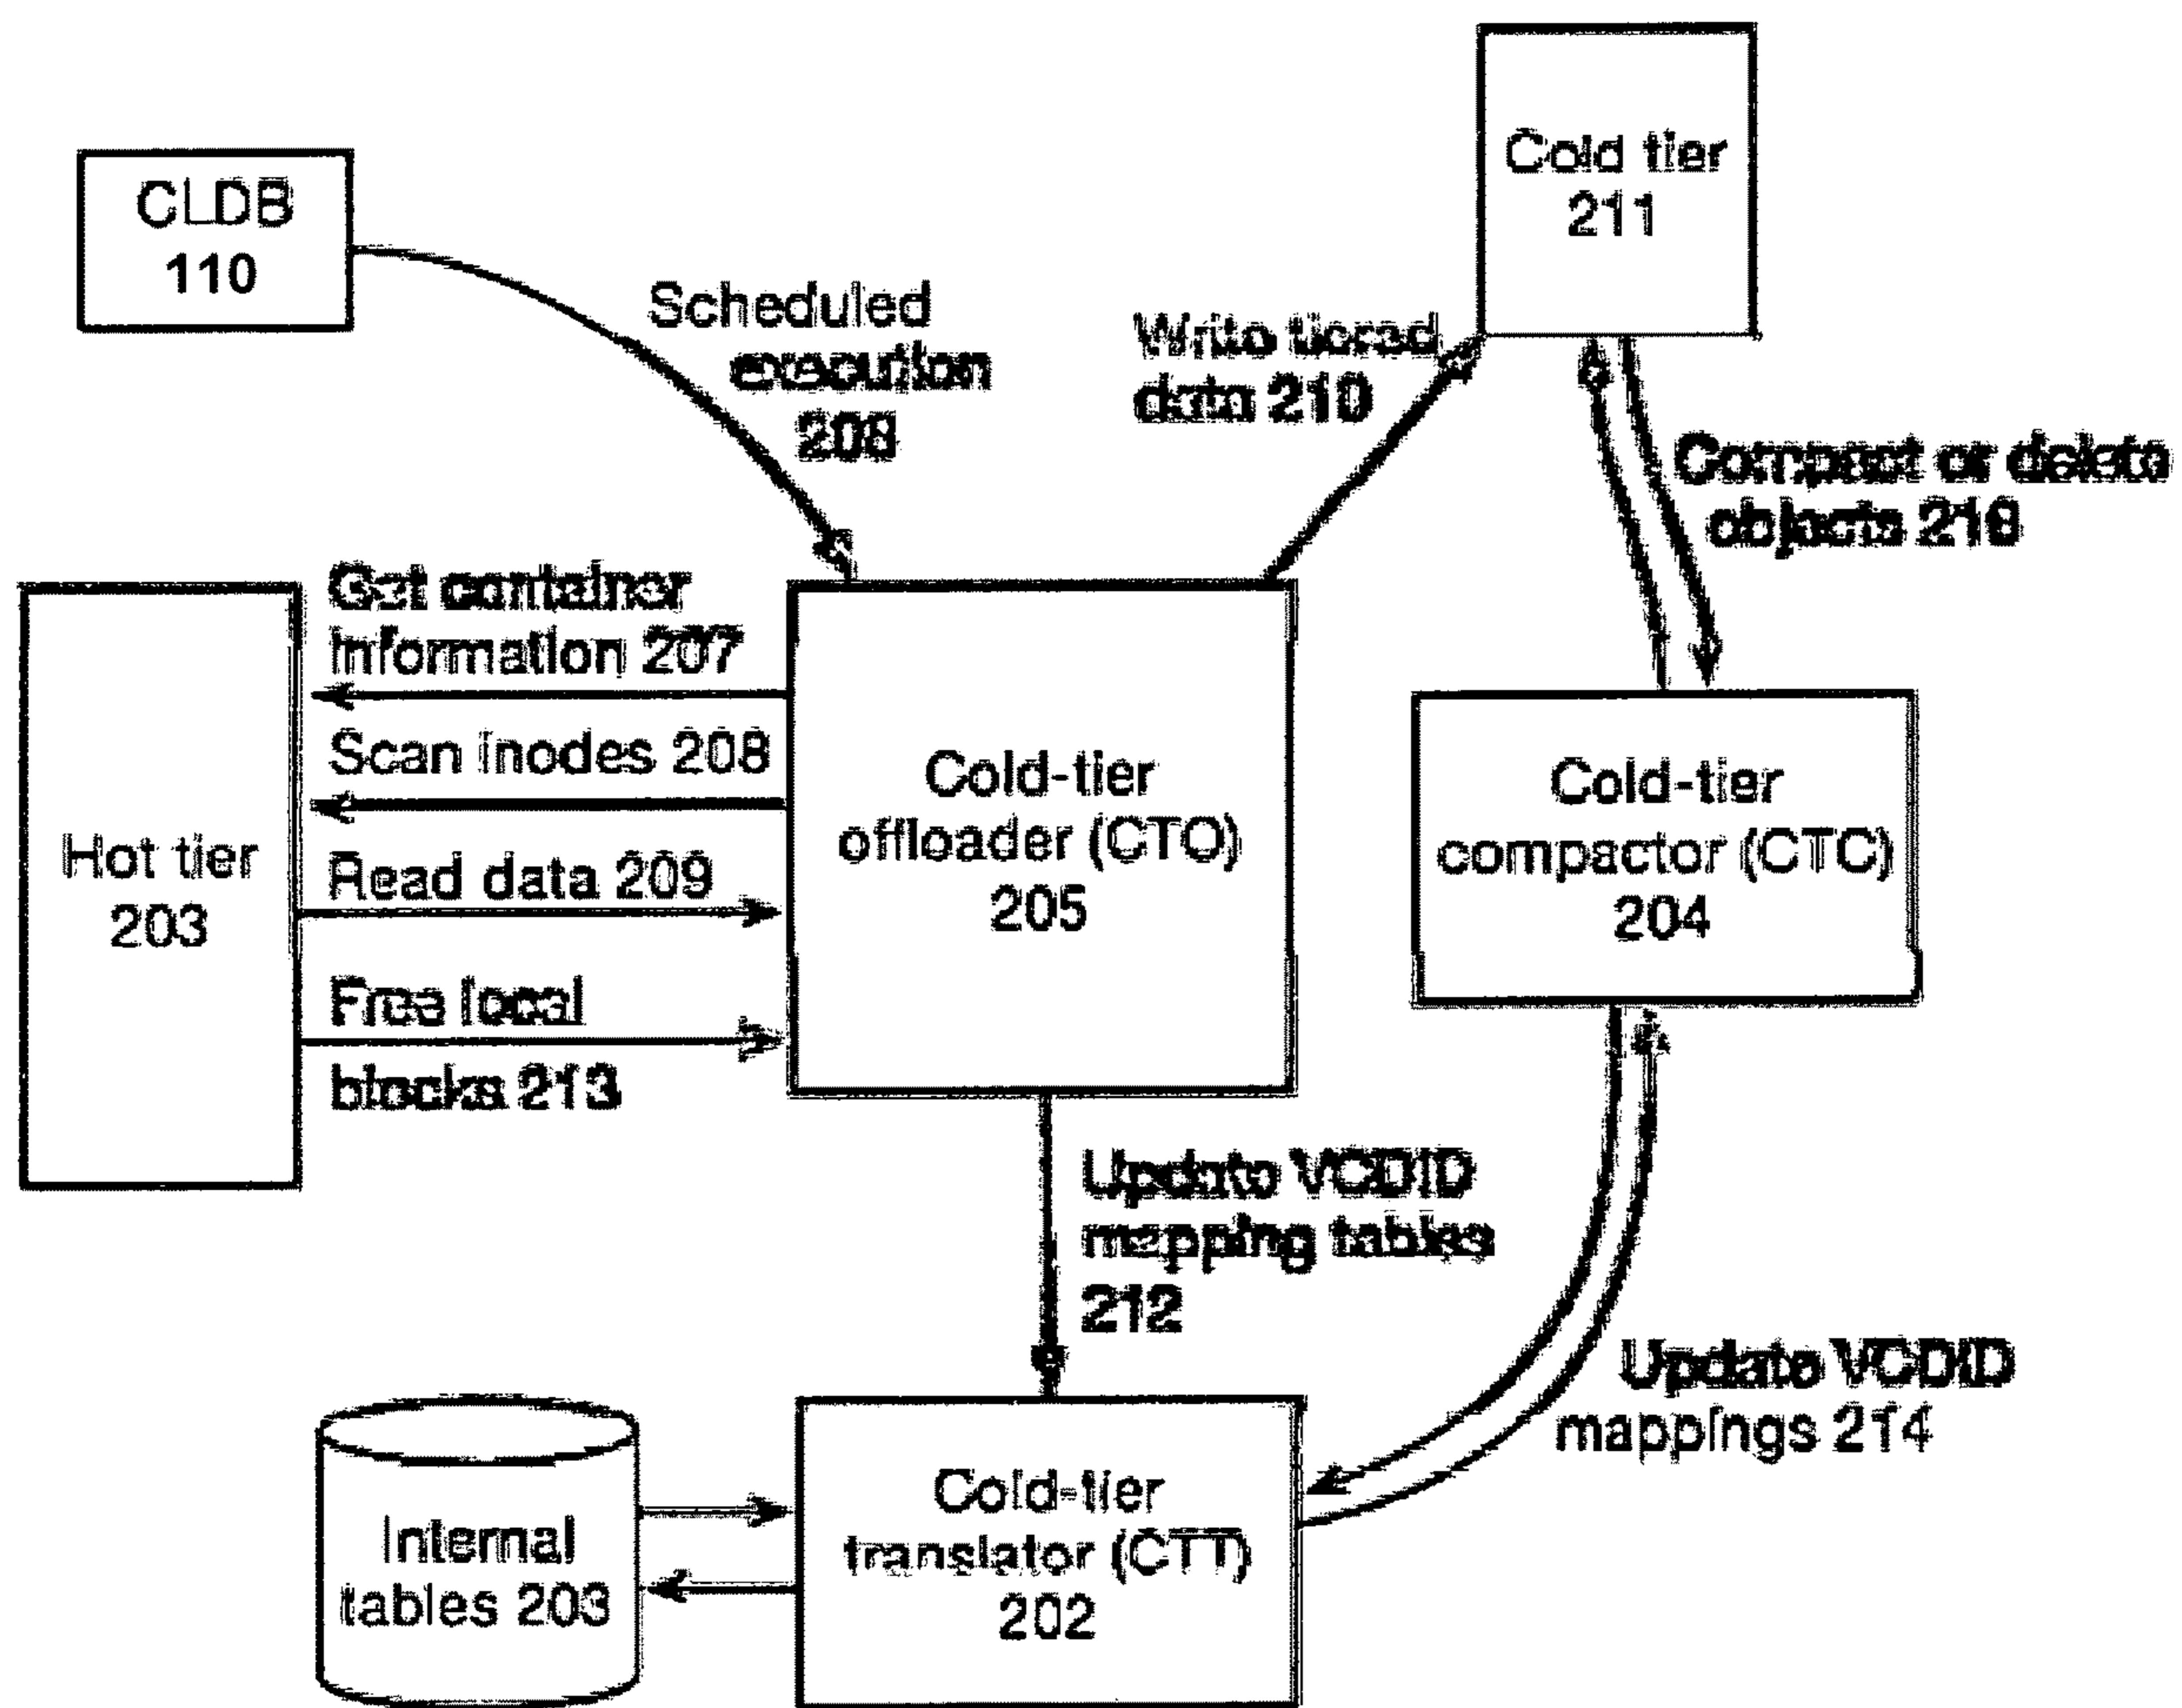 CLDB
110
Scheduled
execution
208
Cold tier
211
Write tiered
data 210
Compact or delete
objects 216
Get container
information 207
Scan inodes 208
Read data 209
Free local
blocks 213
Hot tier
203
Cold-tier
offloader (CTO)
205
Cold-tier
compactor (CTC)
204
Update VCDID
mapping tables
212
Update VCDID
mappings 214
Internal
tables 203
Cold-tier
translator (CTT)
202